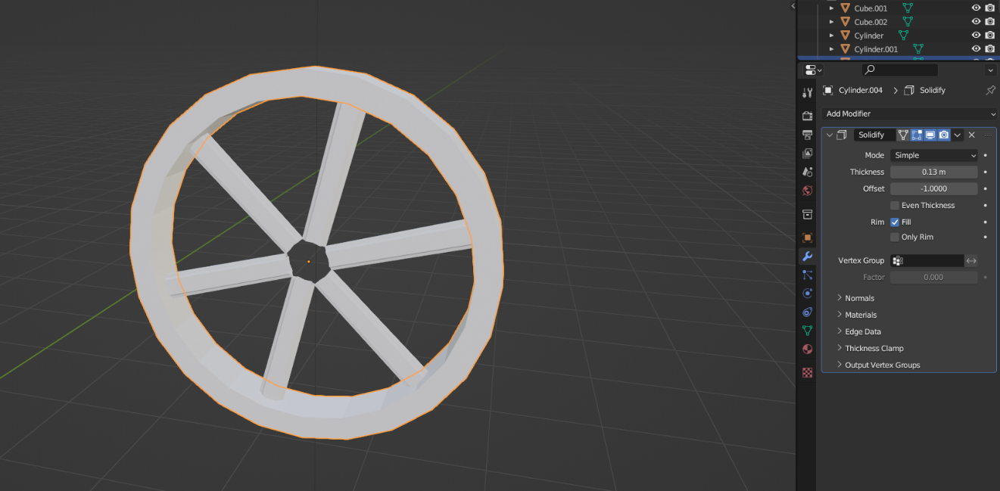 Cube.001
Cube.002
Cylinder
Cylinder.001
Cylinder.004 > Solidify
Add Modifier
Solidify
Mode Simple
Thickness 0.13 m
Offset -1.0000
Even Thickness
Rim Fill
Only Rim
Vertex Group
Factor 0.000
Normals
Materials
Edge Data
Thickness Clamp
Output Vertex Groups